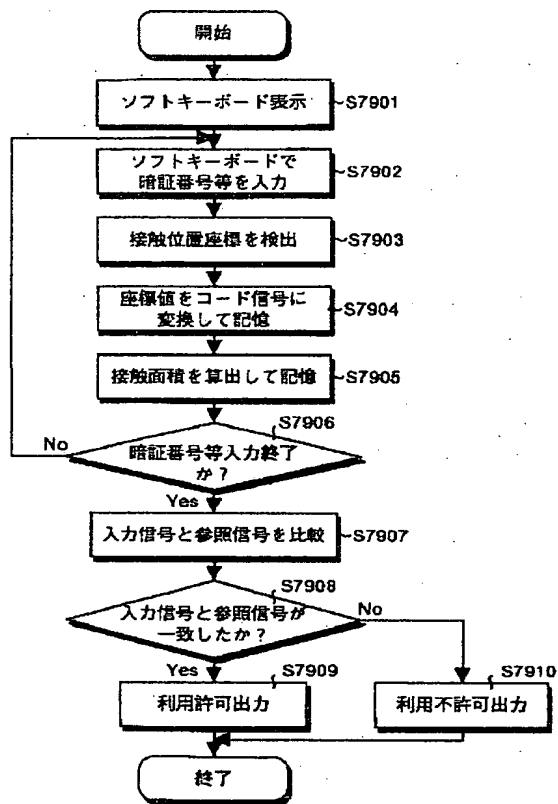 開始
ソフトキーボード表示
S7901
ソフトキーボードで
暗証番号等を入力
S7902
接触位置座標を検出
S7903
座標値をコード信号に
変換して記憶
S7904
接触面積を算出して記憶
S7905
S7906
No
暗証番号等入力終了
か?
Yes
入力信号と参照信号を比較
S7907
S7908
入力信号と参照信号が
一致したか?
No
Yes
S7909
S7910
利用許可出力
利用不許可出力
終了